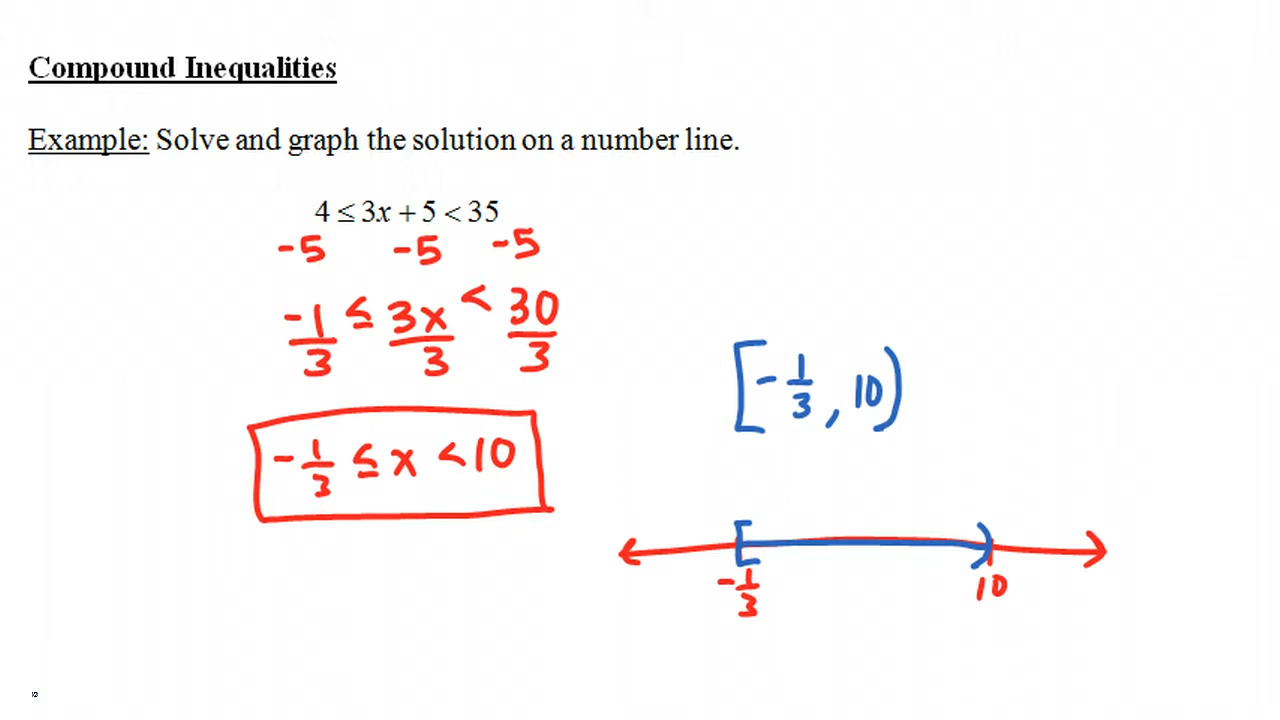 Compound Inequalities
Example: Solve and graph the solution on a number line.
4 ≤ 3x + 5 < 35
-5 -5 -5
-1/3 ≤ 3x/3 < 30/3
[-1/3, 10)
-1/3 ≤ x < 10
-1/3 10